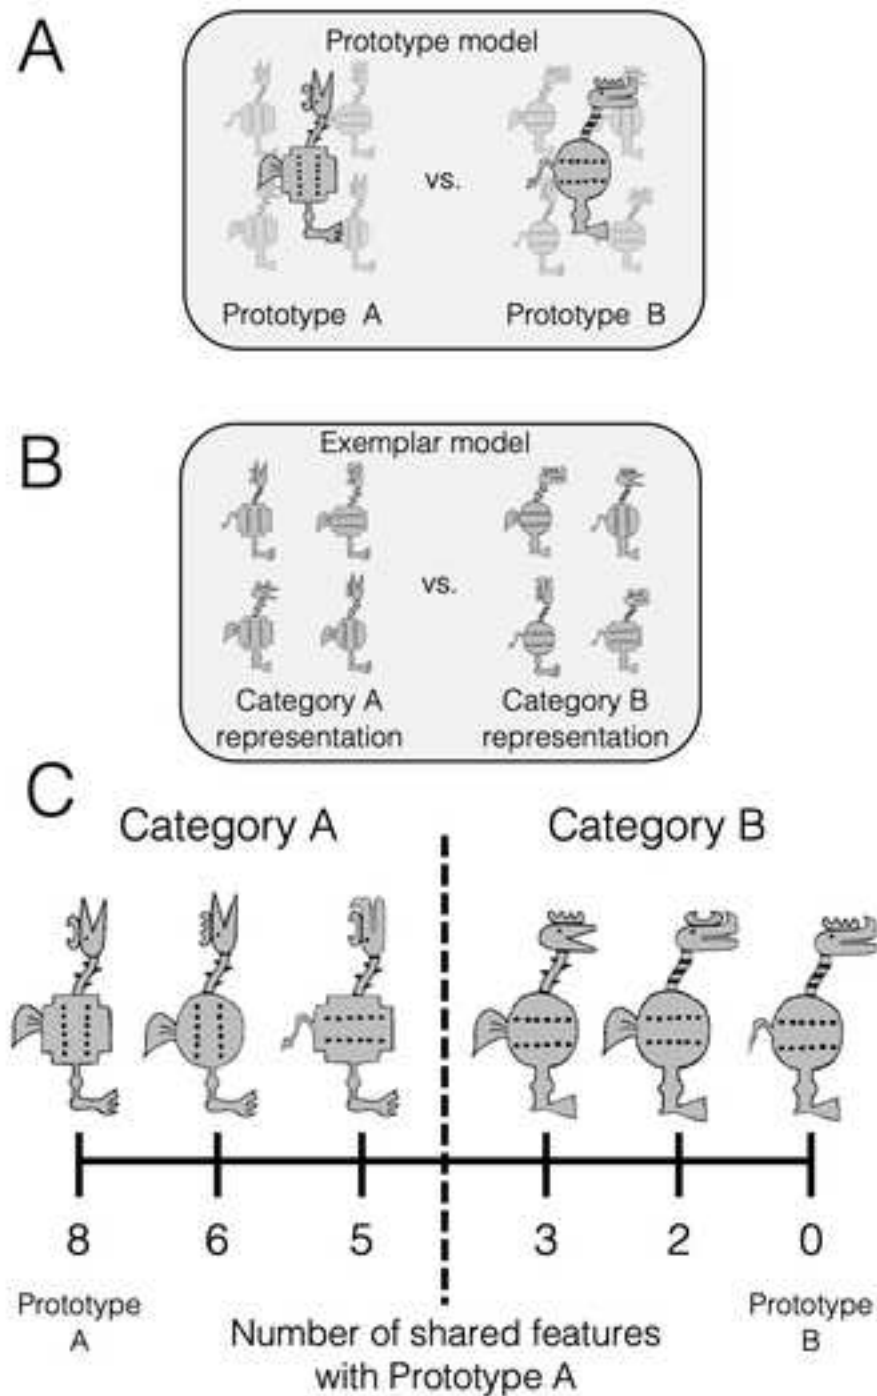 A
Prototype model
vs.
Prototype A
Prototype B
B
Exemplar model
vs.
Category A
representation
Category B
representation
C
Category A
Category B
8
6
5
3
2
0
Prototype
A
Prototype
B
Number of shared features
with Prototype A